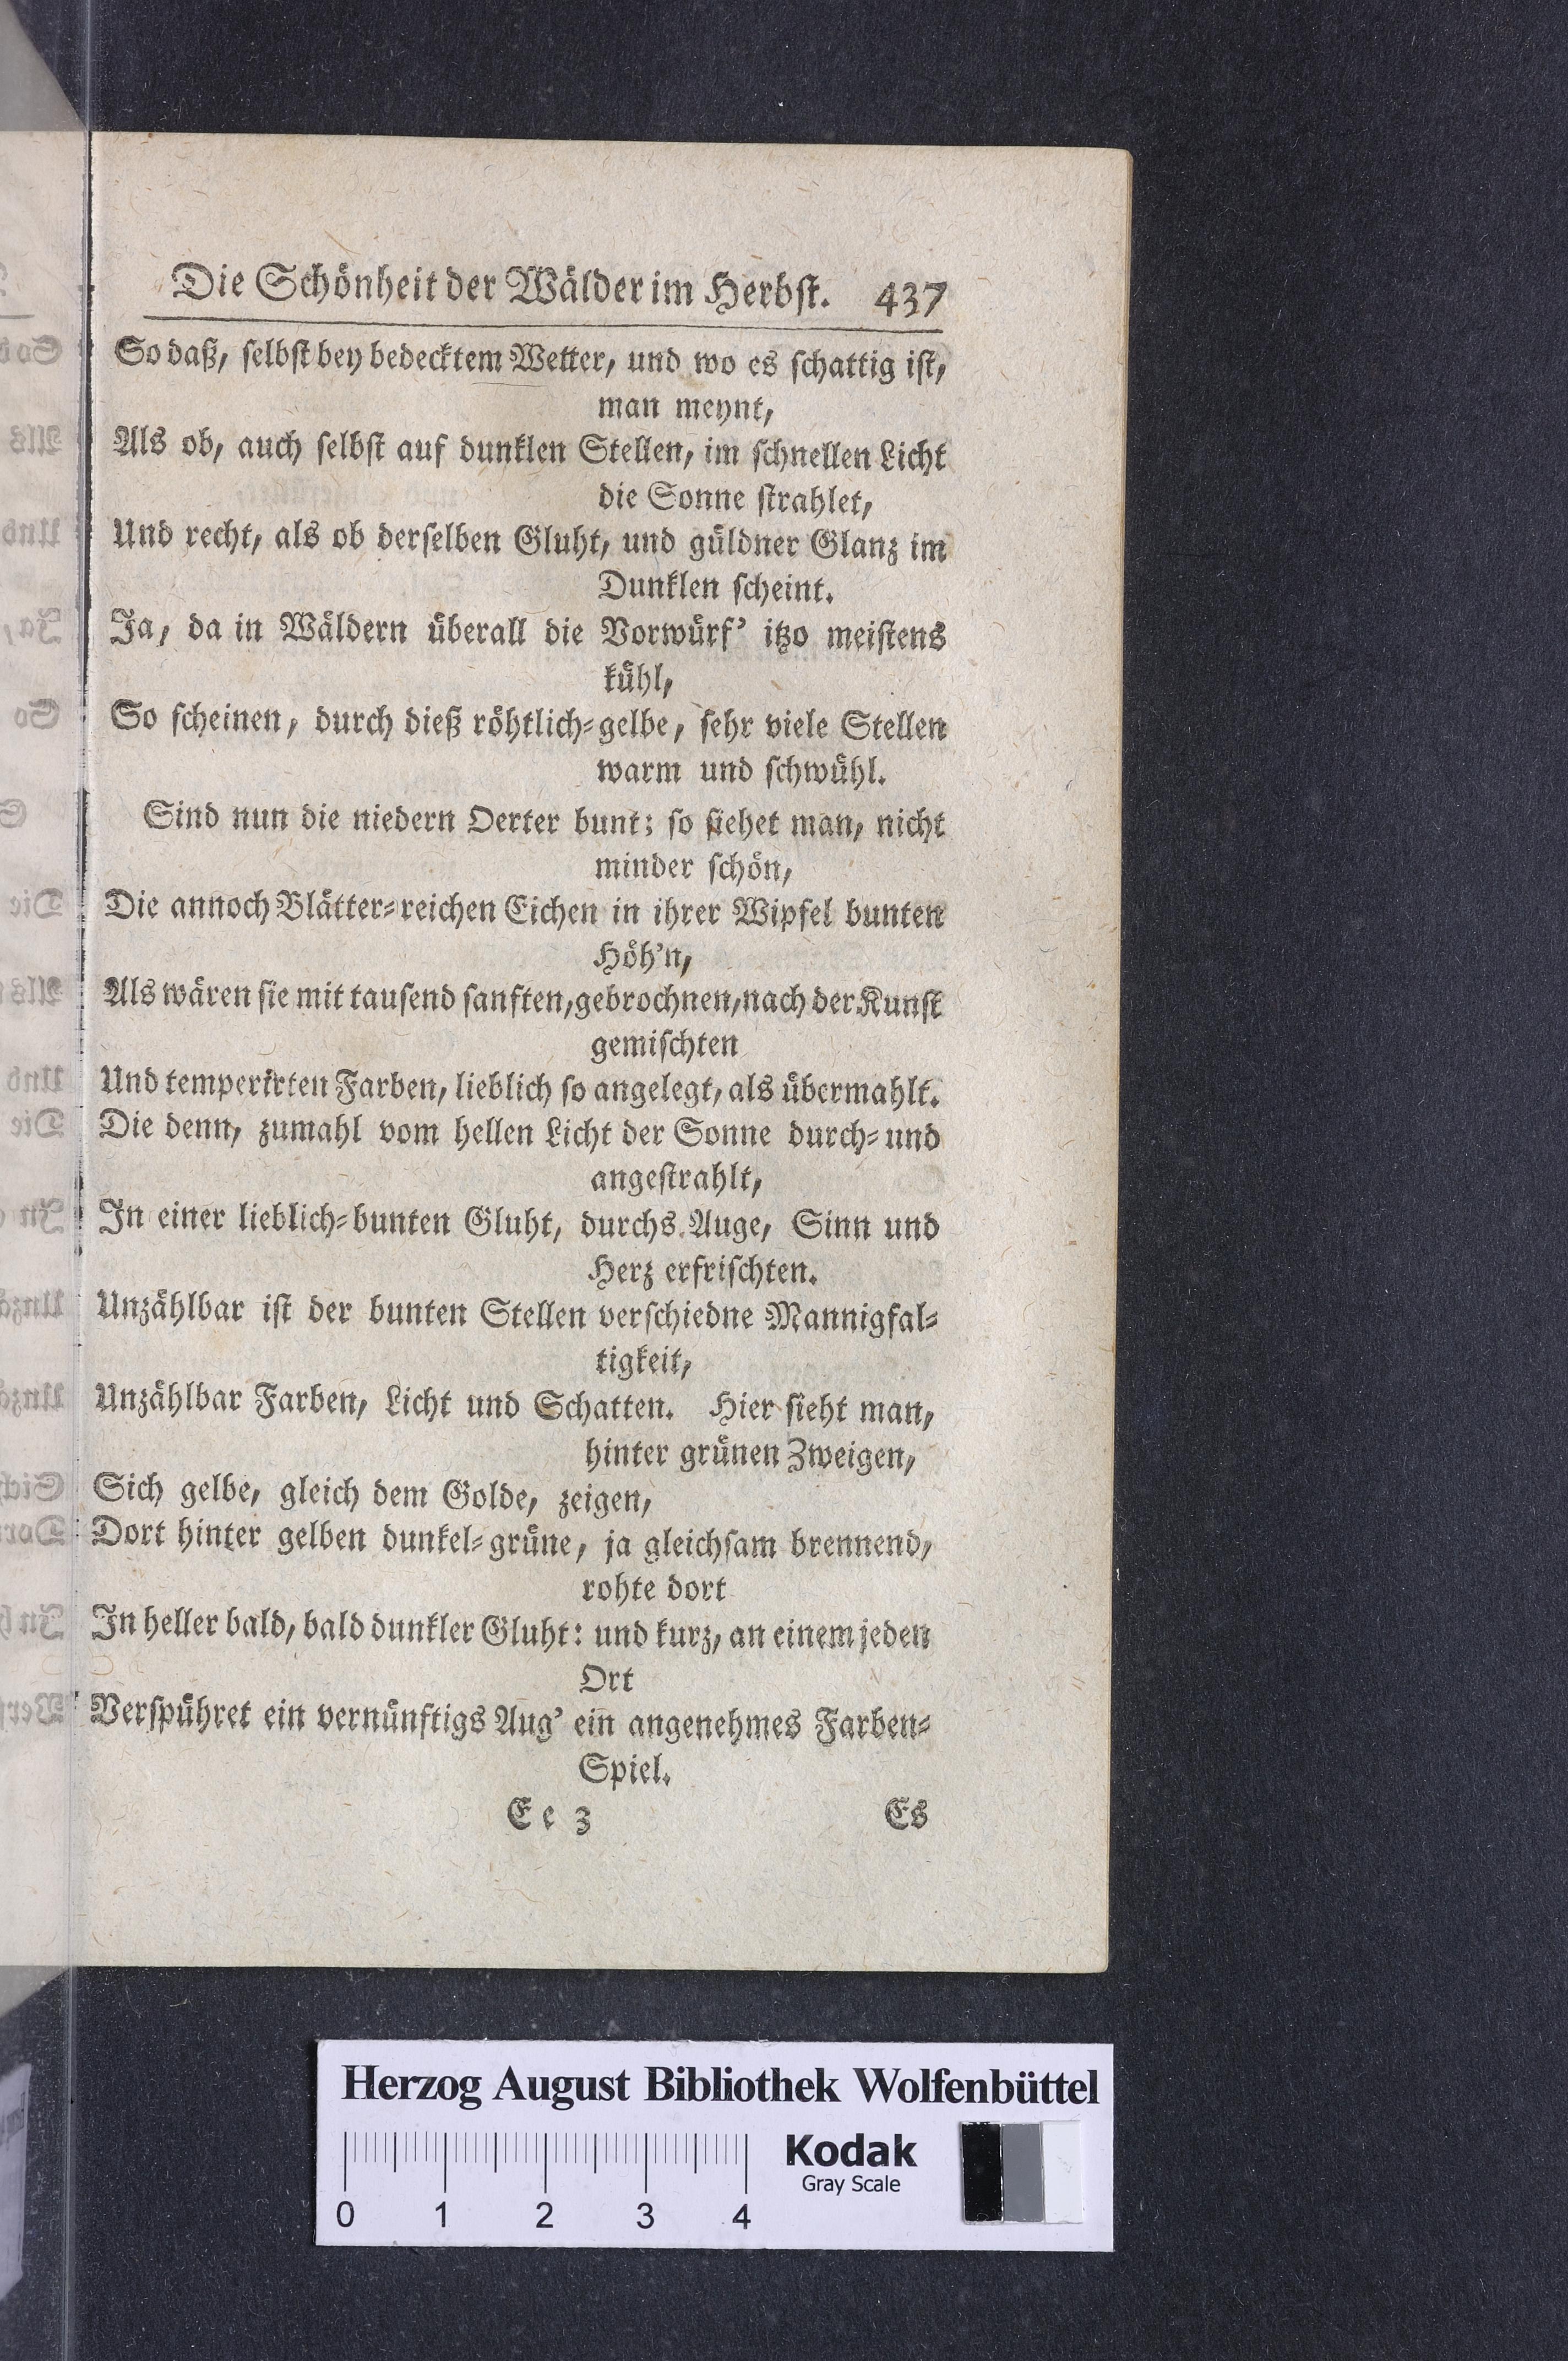 Die Schönheit der Wälder im Herbst. 437
So daß, selbst bey bedecktem Wetter, und wo es schattig ist,
man meynt,
Als ob, auch selbst auf dunklen Stellen, im schnellen Licht
die Sonne strahlet,
Und recht, als ob derselben Gluht, und güldner Glanz im
Dunklen scheint.
Ja, da in Wäldern überall die Vorwürf' itzo meistens
kühl,
So scheinen, durch dieß röhtlich-gelbe, sehr viele Stellen
warm und schwühl.
Sind nun die niedern Oerter bunt; so siehet man, nicht
minder schön,
Die annoch Blätter-reichen Eichen in ihrer Wipfel bunten
Höh'n,
Als wären sie mit tausend sanften, gebrochnen, nach der Kunst
gemischten
Und temperirten Farben, lieblich so angelegt, als übermahlt.
Die denn, zumahl vom hellen Licht der Sonne durch- und
angestrahlt,
In einer lieblich-bunten Gluht, durchs Auge, Sinn und
Herz erfrischten.
Unzählbar ist der bunten Stellen verschiedne Mannigfal-
tigkeit,
Unzählbar Farben, Licht und Schatten. Hier sieht man,
hinter grünen Zweigen,
Sich gelbe, gleich dem Golde, zeigen,
Dort hinter gelben dunkel-grüne, ja gleichsam brennend,
rohte dort
In heller bald, bald dunkler Gluht: und kurz, an einem jeden
Ort
Verspühret ein vernünftigs Aug' ein angenehmes Farben-
Spiel.
Ee 3 Es
Herzog August Bibliothek Wolfenbüttel
Kodak
Gray Scale
0 1 2 3 4